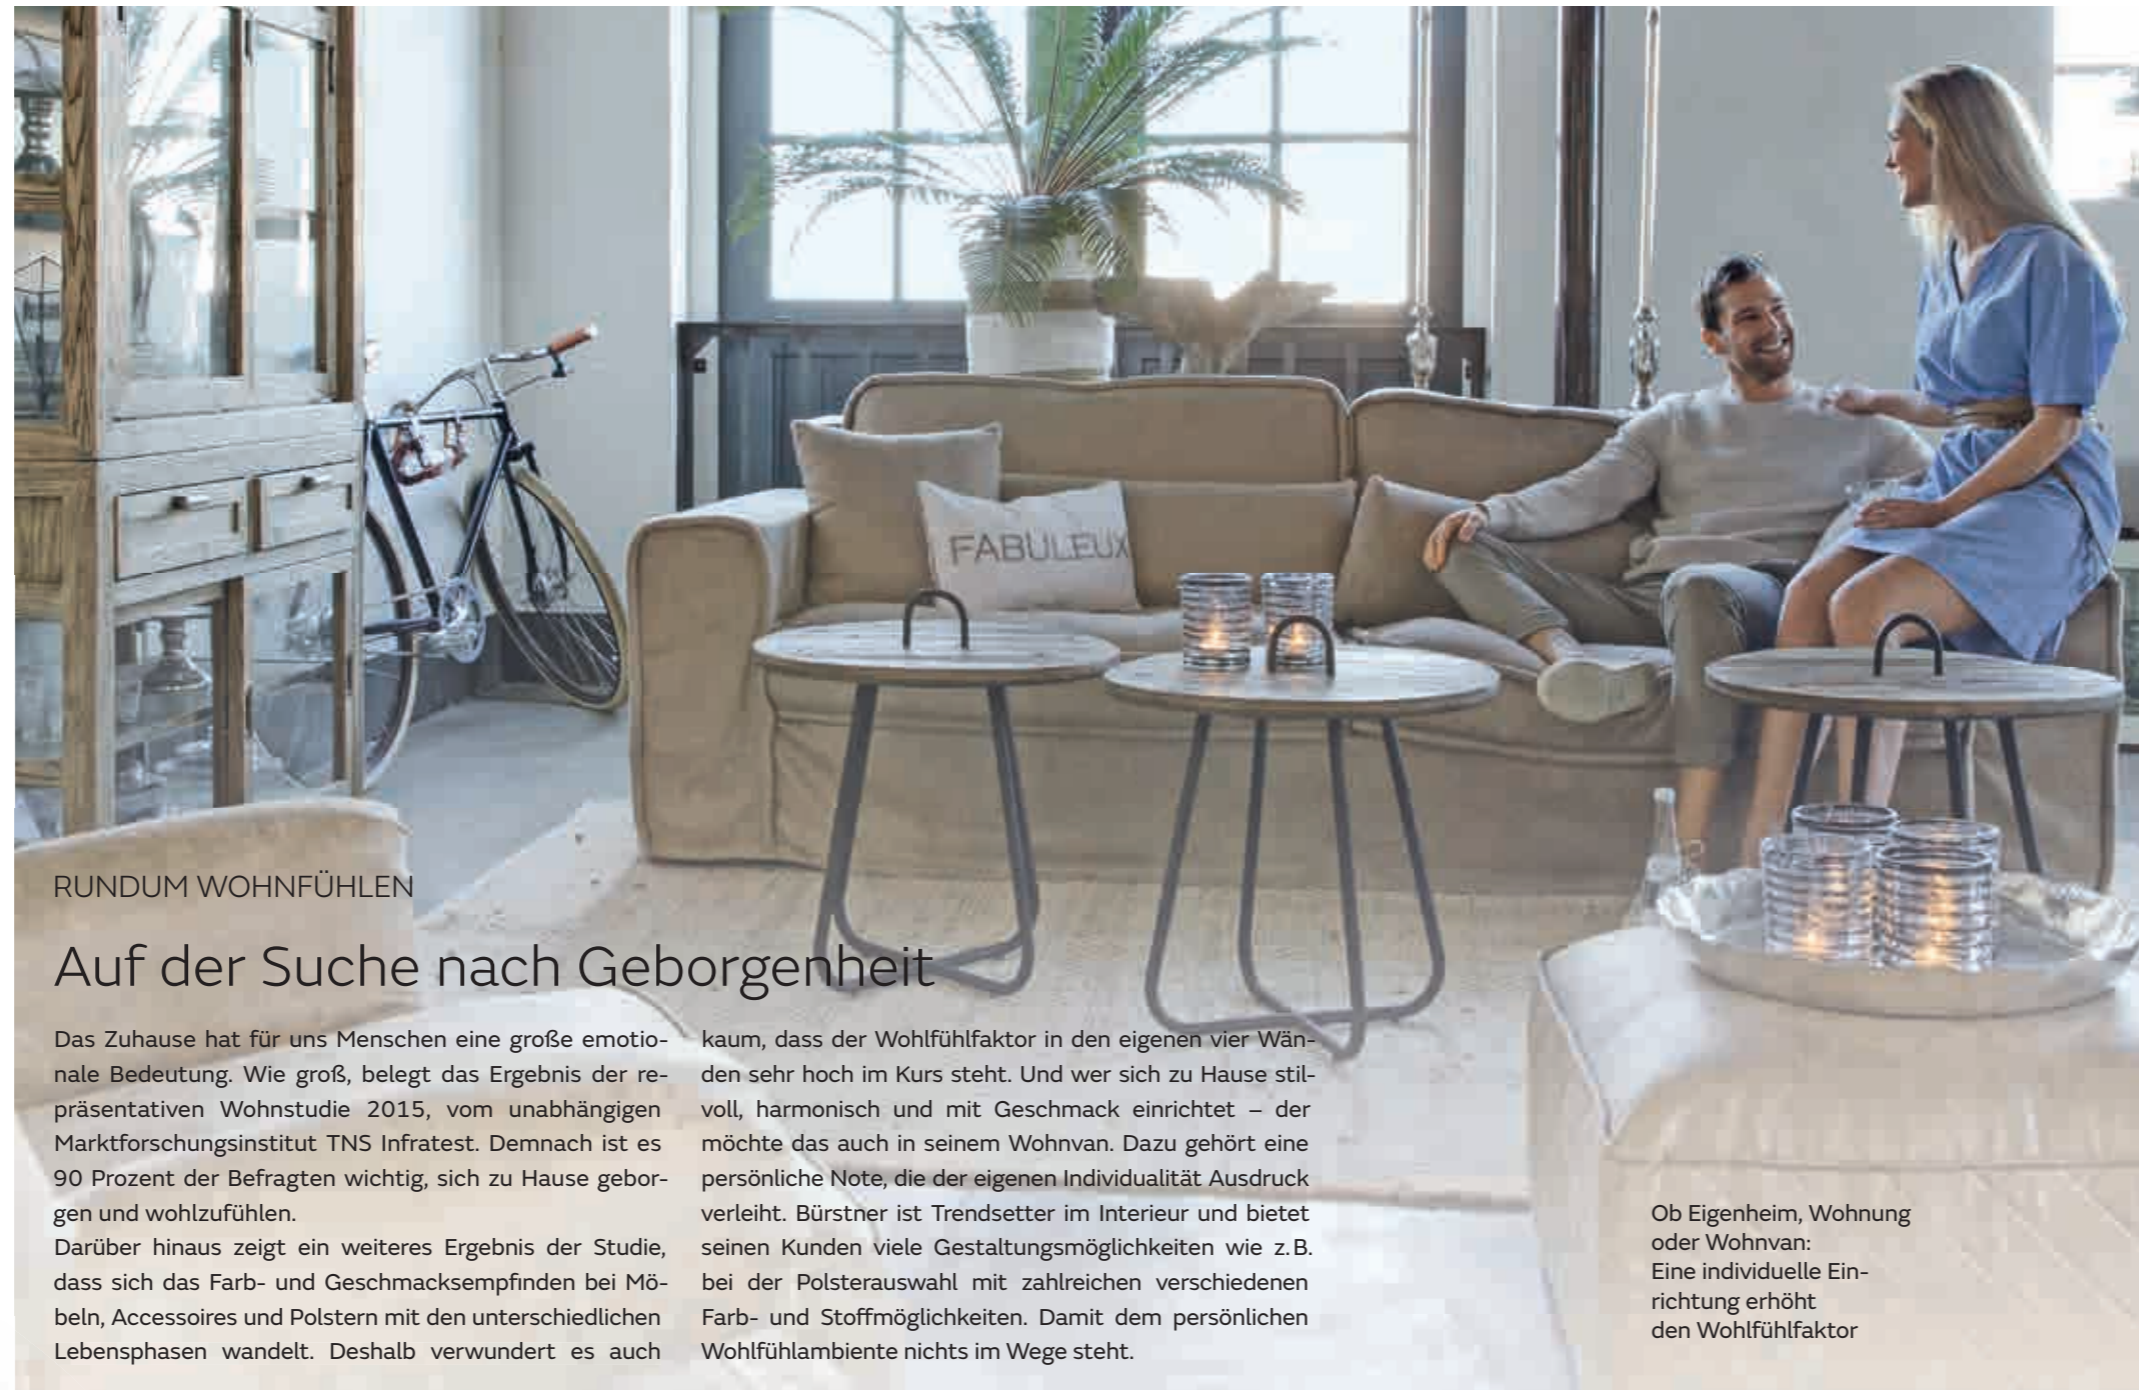 FABULEUX
RUNDUM WOHNFÜHLEN
Auf der Suche nach Geborgenheit
Das Zuhause hat für uns Menschen eine große emotio-
nale Bedeutung. Wie groß, belegt das Ergebnis der re-
präsentativen Wohnstudie 2015, vom unabhängigen
Marktforschungsinstitut TNS Infratest. Demnach ist es
90 Prozent der Befragten wichtig, sich zu Hause gebor-
gen und wohlzufühlen.
Darüber hinaus zeigt ein weiteres Ergebnis der Studie,
dass sich das Farb- und Geschmacksempfinden bei Mö-
beln, Accessoires und Polstern mit den unterschiedlichen
Lebensphasen wandelt. Deshalb verwundert es auch
kaum, dass der Wohlfühlfaktor in den eigenen vier Wän-
den sehr hoch im Kurs steht. Und wer sich zu Hause stil-
voll, harmonisch und mit Geschmack einrichtet – der
möchte das auch in seinem Wohnvan. Dazu gehört eine
persönliche Note, die der eigenen Individualität Ausdruck
verleiht. Bürstner ist Trendsetter im Interieur und bietet
seinen Kunden viele Gestaltungsmöglichkeiten wie z.B.
bei der Polsterauswahl mit zahlreichen verschiedenen
Farb- und Stoffmöglichkeiten. Damit dem persönlichen
Wohlfühlambiente nichts im Wege steht.
Ob Eigenheim, Wohnung
oder Wohnvan:
Eine individuelle Ein-
richtung erhöht
den Wohlfühlfaktor